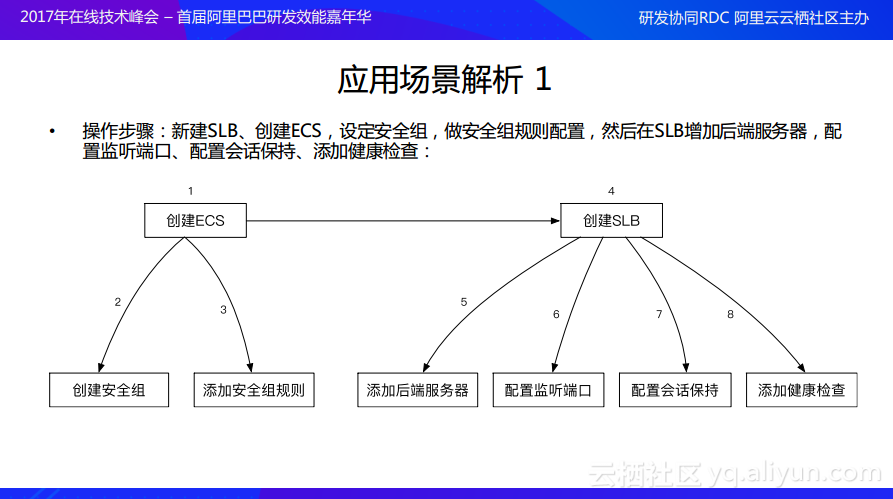 2017年在线技术峰会 – 首届阿里巴巴研发效能嘉年华
研发协同RDC 阿里云云栖社区主办
应用场景解析 1
• 操作步骤：新建SLB、创建ECS，设定安全组，做安全组规则配置，然后在SLB增加后端服务器，配
置监听端口、配置会话保持、添加健康检查：
1
4
创建ECS
创建SLB
2
3
5
6
7
8
创建安全组
添加安全组规则
添加后端服务器
配置监听端口
配置会话保持
添加健康检查
云栖社区 yq.aliyun.com